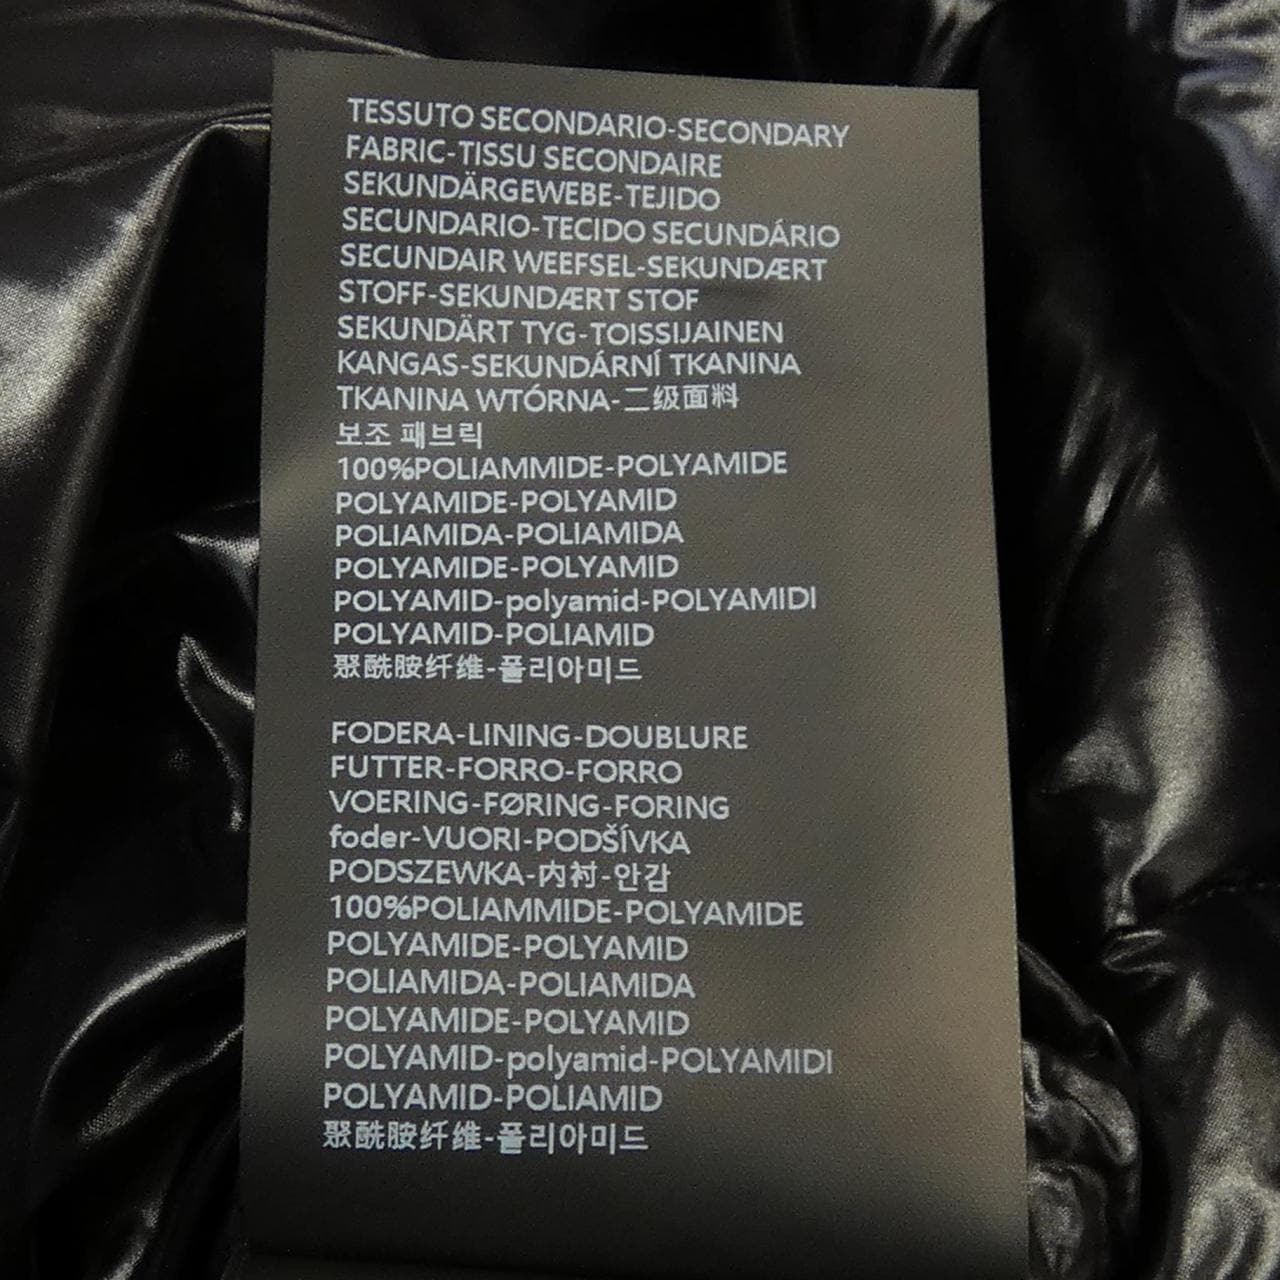 TESSUTO SECONDARIO-SECONDARY
FABRIC-TISSU SECONDAIRE
SEKUNDÄRGEWEBE-TEJIDO
SECUNDARIO-TECIDO SECUNDÁRIO
SECUNDAIR WEEFSEL-SEKUNDÆRT
STOFF-SEKUNDÆRT STOF
SEKUNDÄRT TYG-TOISSIJAINEN
KANGAS-SEKUNDÁRNÍ TKANINA
TKANINA WTÓRNA-二级面料
보조 패브릭
100%POLIAMMIDE-POLYAMIDE
POLYAMIDE-POLYAMID
POLIAMIDA-POLIAMIDA
POLYAMIDE-POLYAMID
POLYAMID-polyamid-POLYAMIDI
POLYAMID-POLIAMID
聚酰胺纤维-폴리아미드
FODERA-LINING-DOUBLURE
FUTTER-FORRO-FORRO
VOERING-FØRING-FORING
foder-VUORI-PODŠÍVKA
PODSZEWKA-内衬-안감
100%POLIAMMIDE-POLYAMIDE
POLYAMIDE-POLYAMID
POLIAMIDA-POLIAMIDA
POLYAMIDE-POLYAMID
POLYAMID-polyamid-POLYAMIDI
POLYAMID-POLIAMID
聚酰胺纤维-폴리아미드